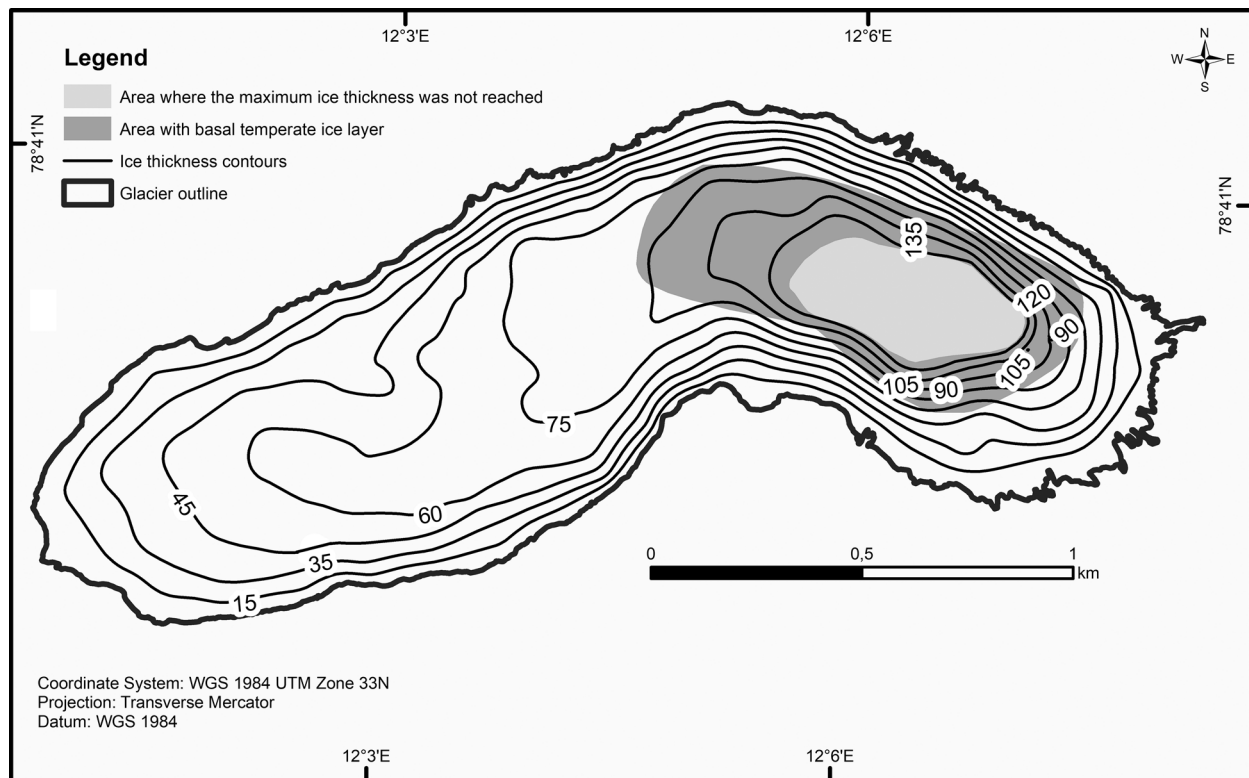 12°3'E
12°6'E
N
W E
S
Legend
Area where the maximum ice thickness was not reached
Area with basal temperate ice layer
Ice thickness contours
Glacier outline
78°41'N
78°41'N
135
120
90
105
105
90
75
60
45
35
15
0 0,5 1
km
Coordinate System: WGS 1984 UTM Zone 33N
Projection: Transverse Mercator
Datum: WGS 1984
12°3'E
12°6'E